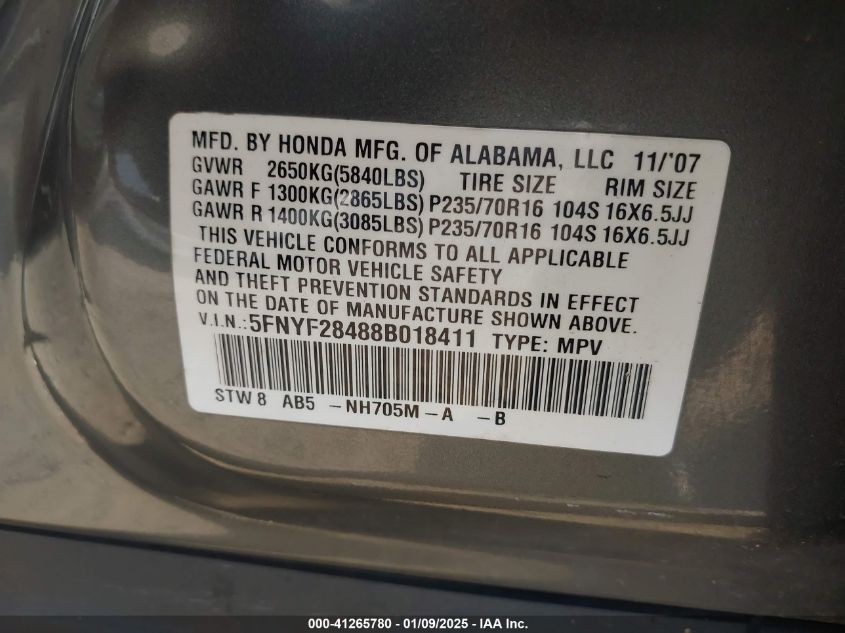 MFD. BY HONDA MFG. OF ALABAMA, LLC 11/'07
GVWR 2650KG(5840LBS) TIRE SIZE RIM SIZE
GAWR F 1300KG(2865LBS) P235/70R16 104S 16X6.5JJ
GAWR R 1400KG(3085LBS) P235/70R16 104S 16X6.5JJ
THIS VEHICLE CONFORMS TO ALL APPLICABLE
FEDERAL MOTOR VEHICLE SAFETY
AND THEFT PREVENTION STANDARDS IN EFFECT
ON THE DATE OF MANUFACTURE SHOWN ABOVE.
V.I.N.: 5FNYF28488B018411 TYPE: MPV
STW 8 AB5 -NH705M-A -B
000-41265780 - 01/09/2025 - IAA Inc.